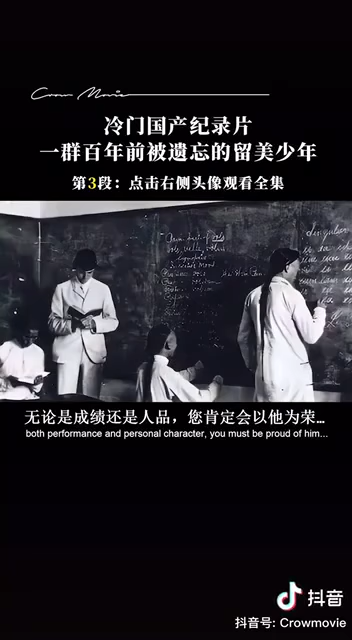 Crow Movie
冷门国产纪录片
一群百年前被遗忘的留美少年
第3段：点击右侧头像观看全集
无论是成绩还是人品，您肯定会以他为荣...
both performance and personal character, you must be proud of him...
抖音
抖音号: Crowmovie